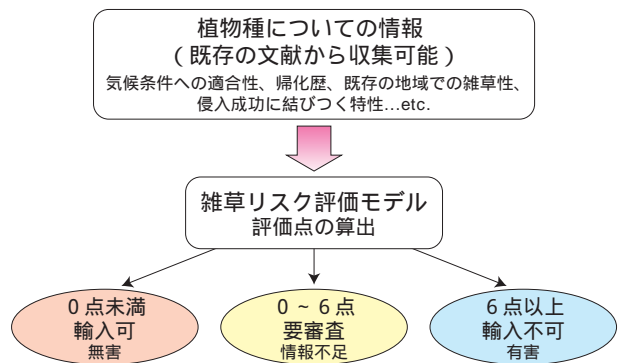 植物種についての情報
（既存の文献から収集可能）
気候条件への適合性、帰化歴、既存の地域での雑草性、
侵入成功に結びつく特性...etc.
雑草リスク評価モデル
評価点の算出
０点未満
輸入可
無害
０～６点
要審査
情報不足
６点以上
輸入不可
有害